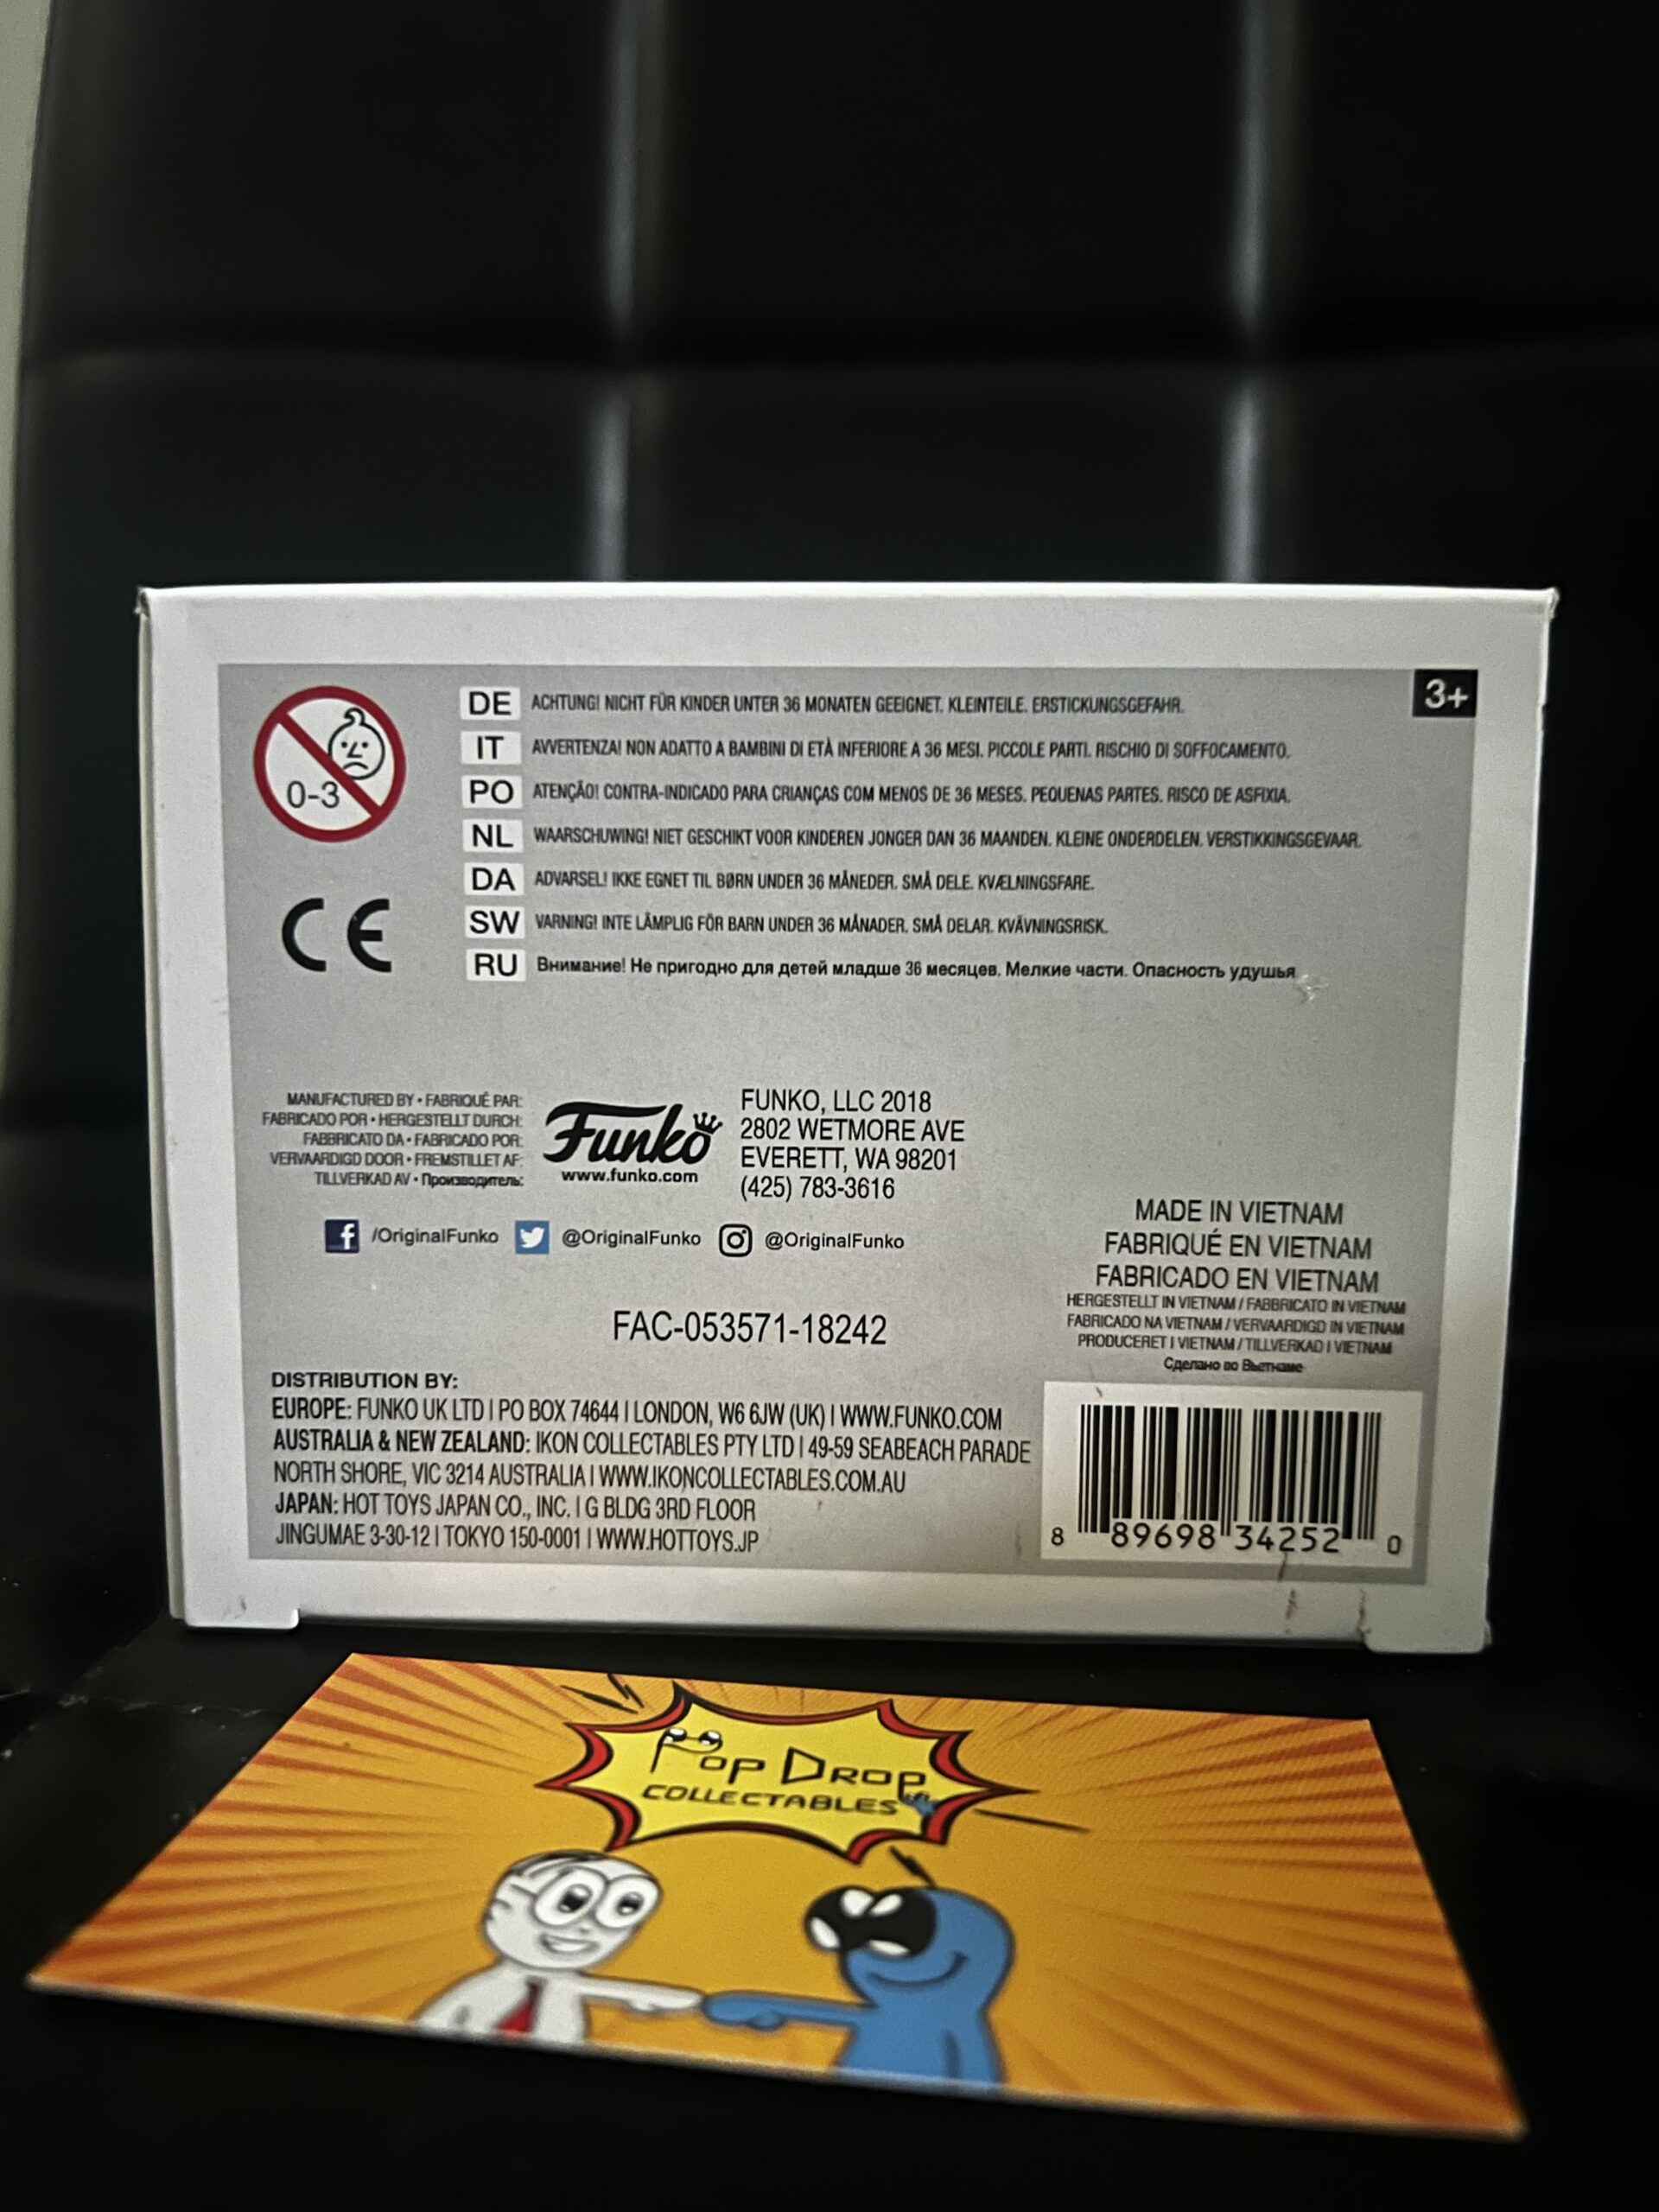 3+
0-3
DE ACHTUNG! NICHT FÜR KINDER UNTER 36 MONATEN GEEIGNET. KLEINTEILE. ERSTICKUNGSGEFAHR.
IT AVVERTENZA! NON ADATTO A BAMBINI DI ETÀ INFERIORE A 36 MESI. PICCOLE PARTI. RISCHIO DI SOFFOCAMENTO.
PO ATENÇÃO! CONTRA-INDICADO PARA CRIANÇAS COM MENOS DE 36 MESES. PEQUENAS PARTES. RISCO DE ASFIXIA.
NL WAARSCHUWING! NIET GESCHIKT VOOR KINDEREN JONGER DAN 36 MAANDEN. KLEINE ONDERDELEN. VERSTIKKINGSGEVAAR.
DA ADVARSEL! IKKE EGNET TIL BØRN UNDER 36 MÅNEDER. SMÅ DELE. KVÆLNINGSFARE.
SW VARNING! INTE LÄMPLIG FÖR BARN UNDER 36 MÅNADER. SMÅ DELAR. KVÄVNINGSRISK.
RU Внимание! Не пригодно для детей младше 36 месяцев. Мелкие части. Опасность удушья
CE
MANUFACTURED BY • FABRIQUÉ PAR:
FABRICADO POR • HERGESTELLT DURCH:
FABBRICATO DA • FABRICADO POR:
VERVAARDIGD DOOR • FREMSTILLET AF:
TILLVERKAD AV • Производитель:
Funko
www.funko.com
FUNKO, LLC 2018
2802 WETMORE AVE
EVERETT, WA 98201
(425) 783-3616
/OriginalFunko @OriginalFunko @OriginalFunko
MADE IN VIETNAM
FABRIQUÉ EN VIETNAM
FABRICADO EN VIETNAM
HERGESTELLT IN VIETNAM / FABBRICATO IN VIETNAM
FABRICADO NA VIETNAM / VERVAARDIGD IN VIETNAM
PRODUCERET I VIETNAM / TILLVERKAD I VIETNAM
Сделано во Вьетнаме
FAC-053571-18242
DISTRIBUTION BY:
EUROPE: FUNKO UK LTD | PO BOX 74644 | LONDON, W6 6JW (UK) | WWW.FUNKO.COM
AUSTRALIA & NEW ZEALAND: IKON COLLECTABLES PTY LTD | 49-59 SEABEACH PARADE
NORTH SHORE, VIC 3214 AUSTRALIA | WWW.IKONCOLLECTABLES.COM.AU
JAPAN: HOT TOYS JAPAN CO., INC. | G BLDG 3RD FLOOR
JINGUMAE 3-30-12 | TOKYO 150-0001 | WWW.HOTTOYS.JP
8 89698 34252 0
POP DROP
COLLECTABLES